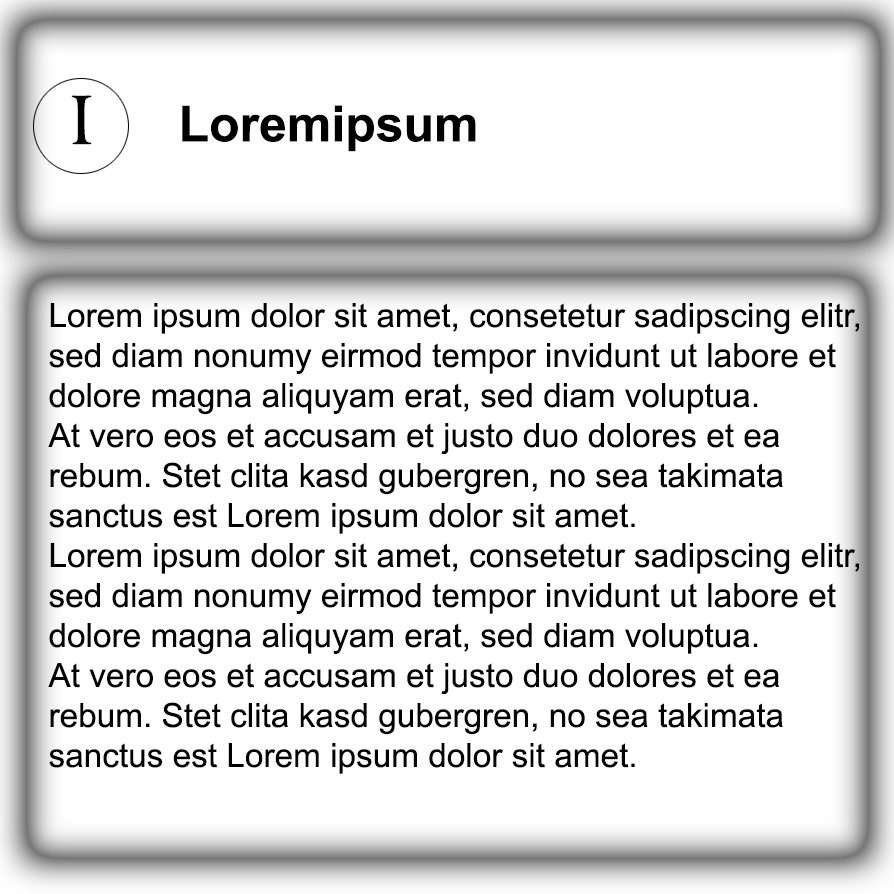 I
Loremipsum
Lorem ipsum dolor sit amet, consetetur sadipscing elitr,
sed diam nonumy eirmod tempor invidunt ut labore et
dolore magna aliquyam erat, sed diam voluptua.
At vero eos et accusam et justo duo dolores et ea
rebum. Stet clita kasd gubergren, no sea takimata
sanctus est Lorem ipsum dolor sit amet.
Lorem ipsum dolor sit amet, consetetur sadipscing elitr,
sed diam nonumy eirmod tempor invidunt ut labore et
dolore magna aliquyam erat, sed diam voluptua.
At vero eos et accusam et justo duo dolores et ea
rebum. Stet clita kasd gubergren, no sea takimata
sanctus est Lorem ipsum dolor sit amet.